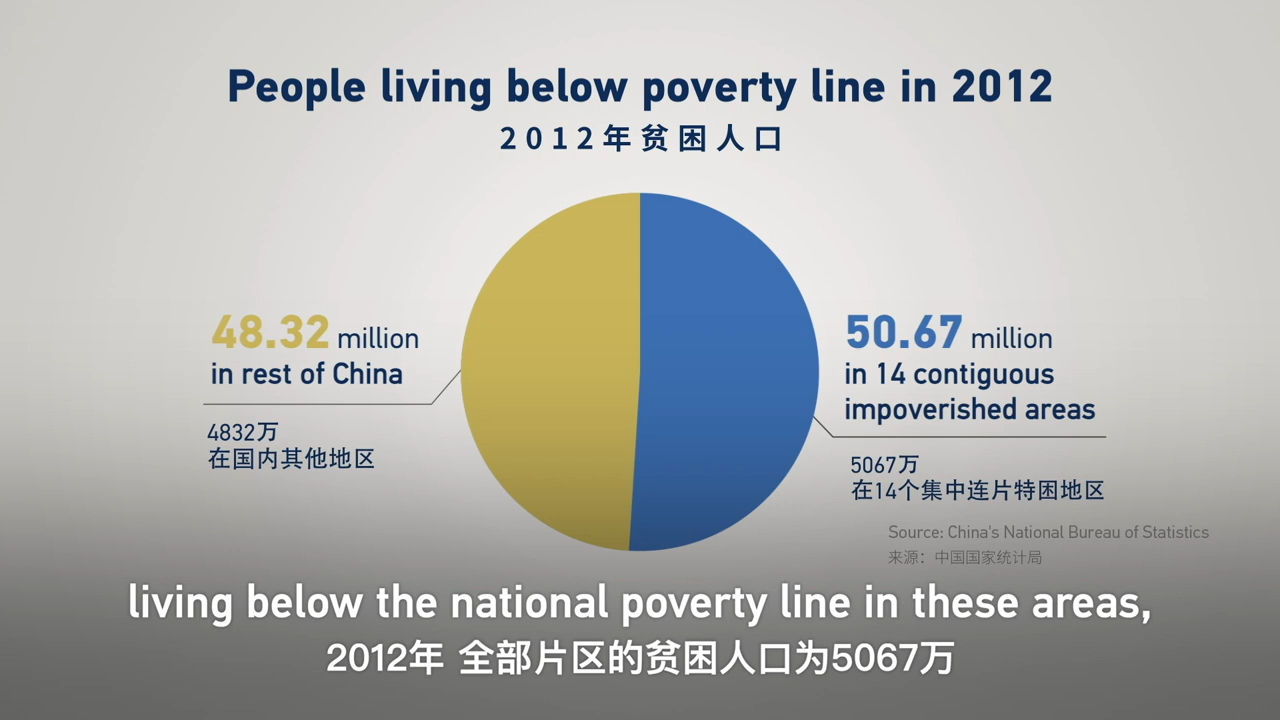 People living below poverty line in 2012
2012年贫困人口
48.32 million
in rest of China
4832万
在国内其他地区
50.67 million
in 14 contiguous
impoverished areas
5067万
在14个集中连片特困地区
Source: China's National Bureau of Statistics
来源：中国国家统计局
living below the national poverty line in these areas,
2012年 全部片区的贫困人口为5067万